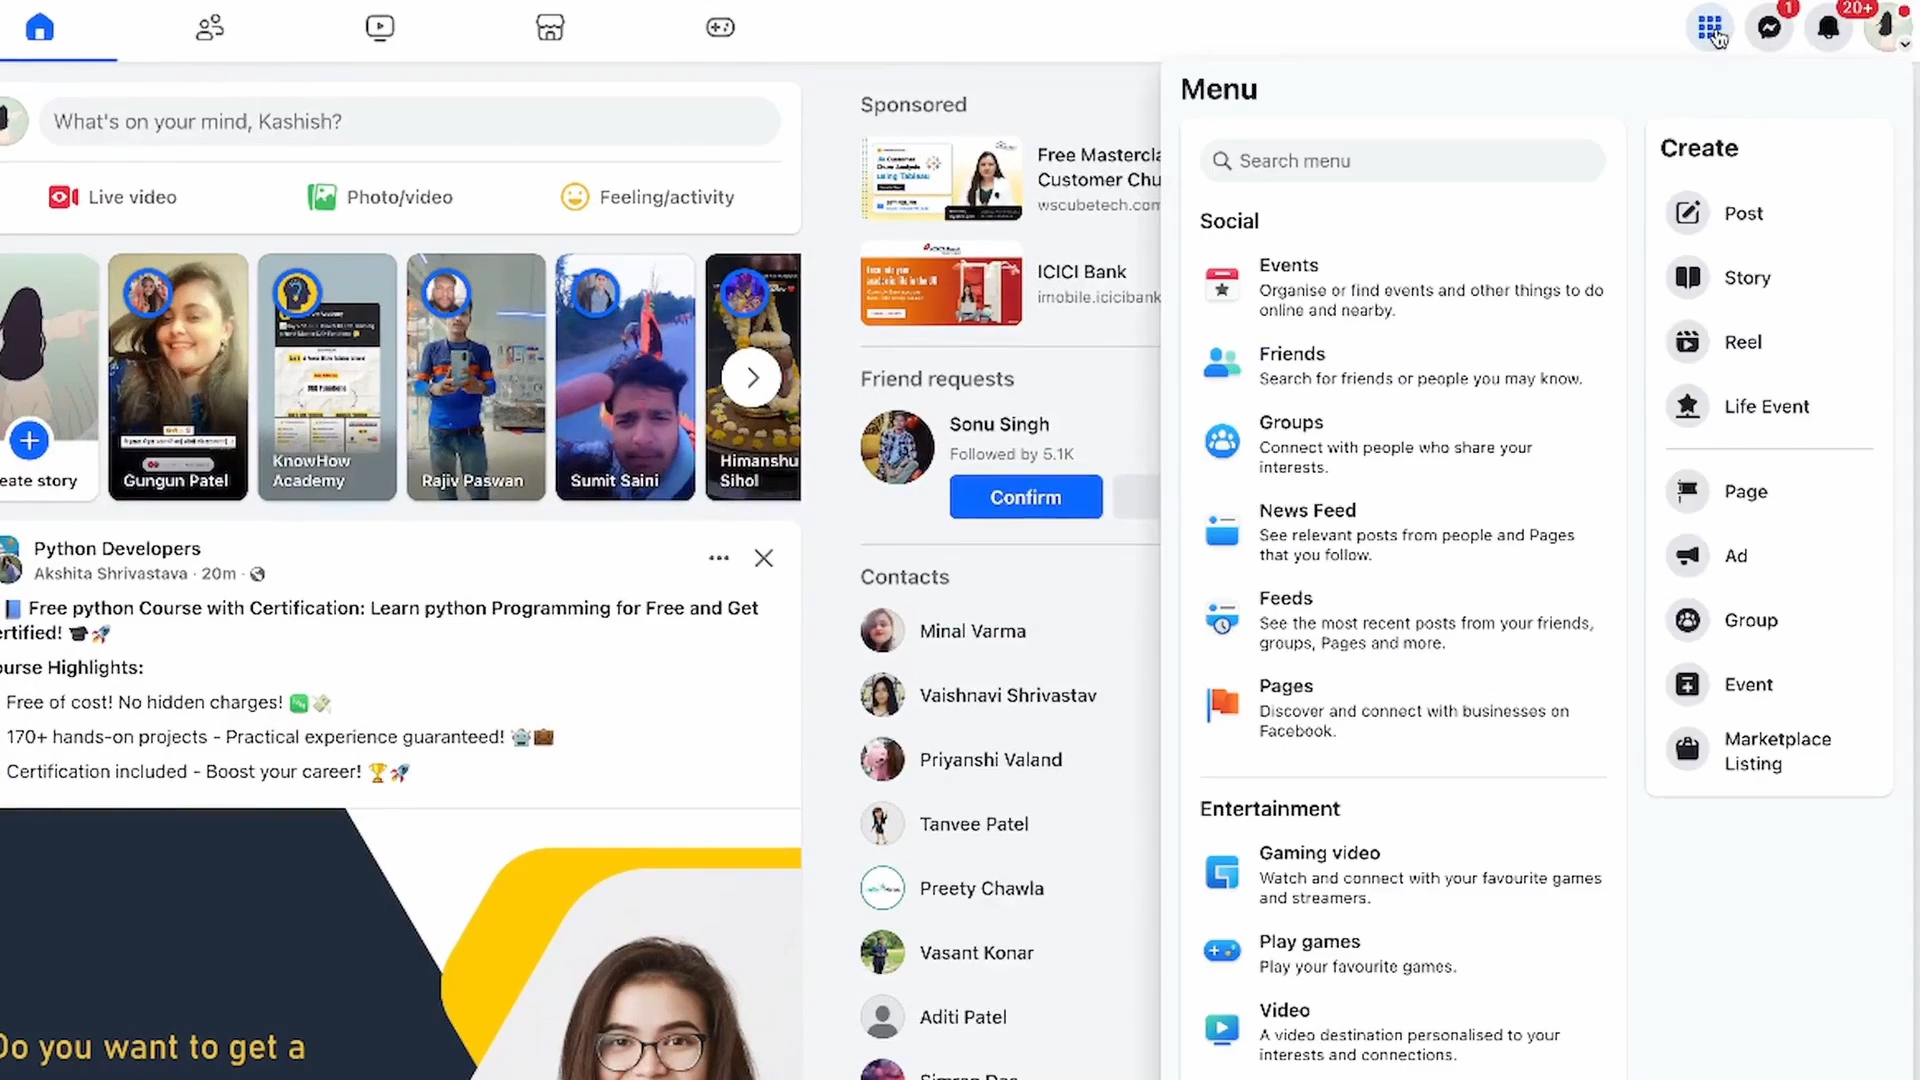 1
20+
What's on your mind, Kashish?
Live video
Photo/video
Feeling/activity
eate story
Gungun Patel
KnowHow
Academy
Rajiv Paswan
Sumit Saini
Himanshu
Sihol
Python Developers
Akshita Shrivastava · 20m ·
Free python Course with Certification: Learn python Programming for Free and Get
ertified!
ourse Highlights:
Free of cost! No hidden charges!
170+ hands-on projects - Practical experience guaranteed!
Certification included - Boost your career!
Do you want to get a
Sponsored
using Tableau
Free Mastercla
Customer Chu
wscubetech.com
ICICI Bank
imobile.icicibank
Friend requests
Sonu Singh
Followed by 5.1K
Confirm
Contacts
Minal Varma
Vaishnavi Shrivastav
Priyanshi Valand
Tanvee Patel
Preety Chawla
Vasant Konar
Aditi Patel
Menu
Search menu
Social
Events
Organise or find events and other things to do
online and nearby.
Friends
Search for friends or people you may know.
Groups
Connect with people who share your
interests.
News Feed
See relevant posts from people and Pages
that you follow.
Feeds
See the most recent posts from your friends,
groups, Pages and more.
Pages
Discover and connect with businesses on
Facebook.
Entertainment
Gaming video
Watch and connect with your favourite games
and streamers.
Play games
Play your favourite games.
Video
A video destination personalised to your
interests and connections.
Create
Post
Story
Reel
Life Event
Page
Ad
Group
Event
Marketplace
Listing